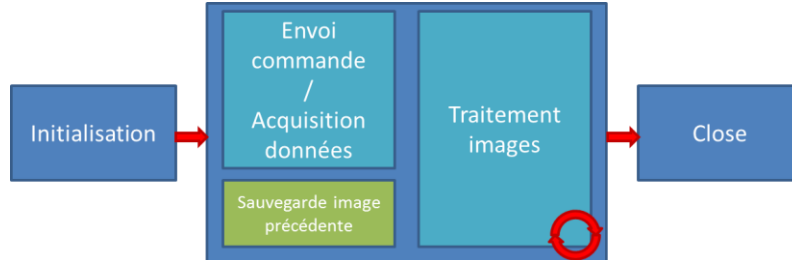 Initialisation
Envoi
commande
/
Acquisition
données
Sauvegarde image
précédente
Traitement
images
Close